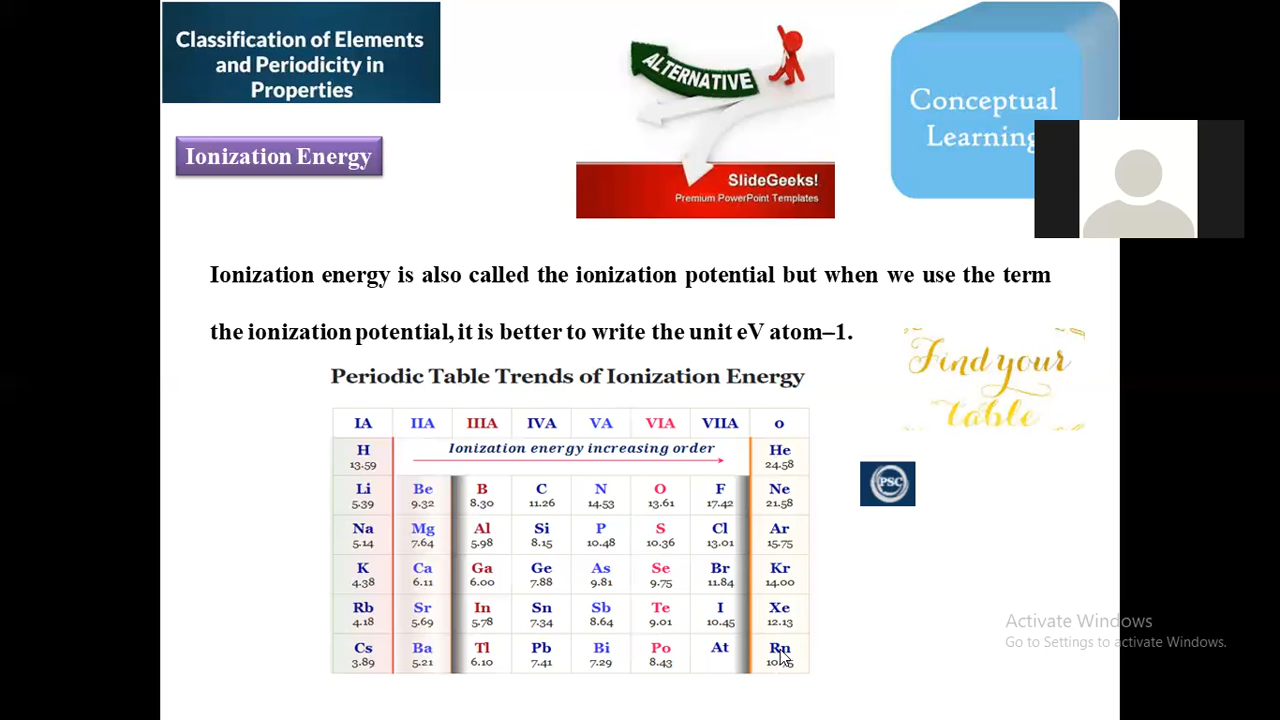 Classification of Elements
and Periodicity in
Properties
ALTERNATIVE
SlideGeeks!
Premium PowerPoint Templates
Conceptual
Learning
Ionization Energy
Ionization energy is also called the ionization potential but when we use the term
the ionization potential, it is better to write the unit eV atom–1.
Find your
table
PSC
Periodic Table Trends of Ionization Energy
IA IIA IIIA IVA VA VIA VIIA 0
H Ionization energy increasing order He
13.59 24.58
Li Be B C N O F Ne
5.39 9.32 8.30 11.26 14.53 13.61 17.42 21.58
Na Mg Al Si P S Cl Ar
5.14 7.64 5.98 8.15 10.48 10.36 13.01 15.75
K Ca Ga Ge As Se Br Kr
4.38 6.11 6.00 7.88 9.81 9.75 11.84 14.00
Rb Sr In Sn Sb Te I Xe
4.18 5.69 5.78 7.34 8.64 9.01 10.45 12.13
Cs Ba Tl Pb Bi Po At Rn
3.89 5.21 6.10 7.41 7.29 8.43
Activate Windows
Go to Settings to activate Windows.